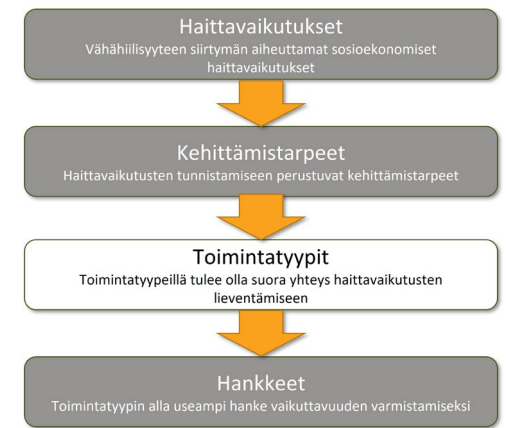 Haittavaikutukset
Vähähiilisyyteen siirtymän aiheuttamat sosioekonomiset
haittavaikutukset
Kehittämistarpeet
Haittavaikutusten tunnistamiseen perustuvat kehittämistarpeet
Toimintatyypit
Toimintatyypeillä tulee olla suora yhteys haittavaikutusten
lieventämiseen
Hankkeet
Toimintatyypin alla useampi hanke vaikuttavuuden varmistamiseksi